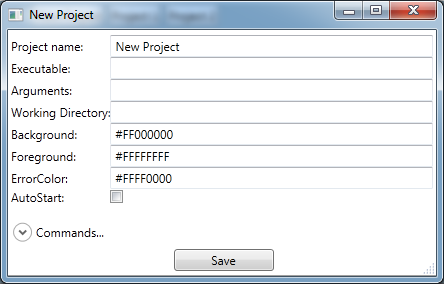 New Project
Project name: New Project
Executable:
Arguments:
Working Directory:
Background: #FF000000
Foreground: #FFFFFFFF
ErrorColor: #FFFF0000
AutoStart:
Commands...
Save